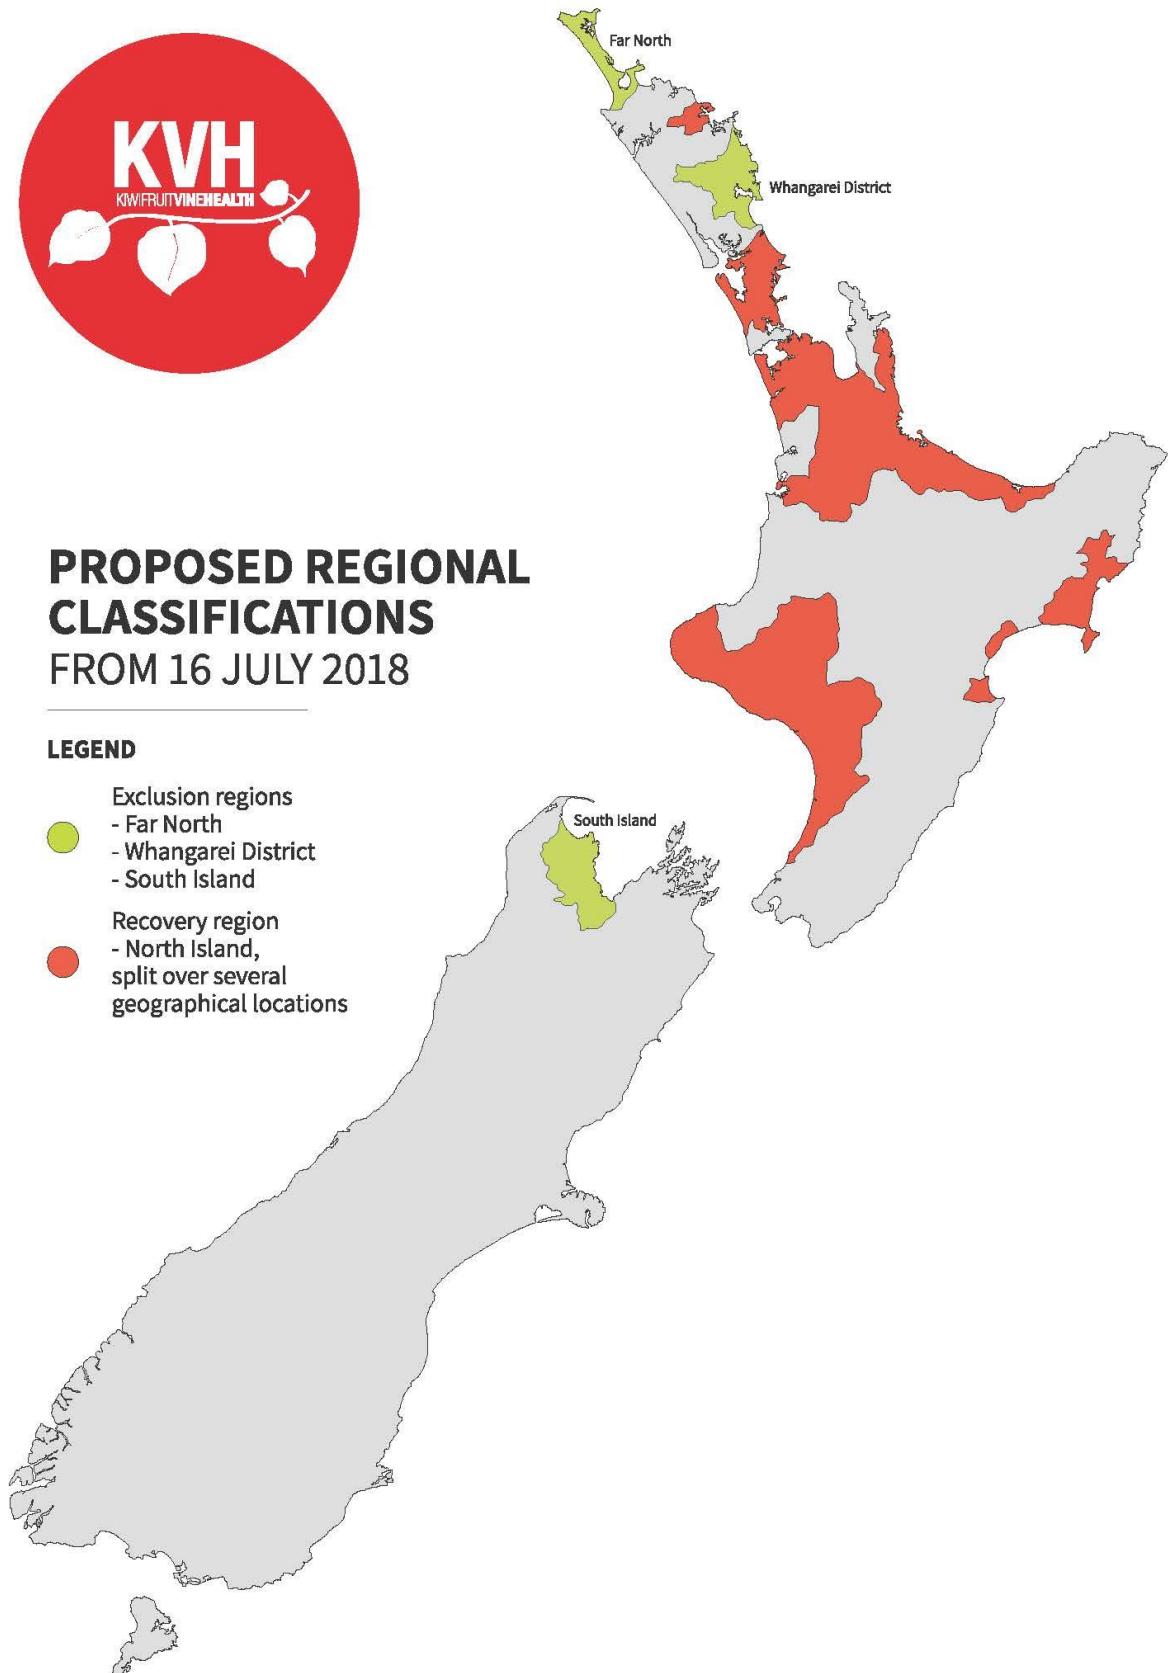 KVH
KIWIFRUITVINEHEALTH
Far North
Whangarei District
PROPOSED REGIONAL
CLASSIFICATIONS
FROM 16 JULY 2018
LEGEND
Exclusion regions
- Far North
- Whangarei District
- South Island
Recovery region
- North Island,
split over several
geographical locations
South Island